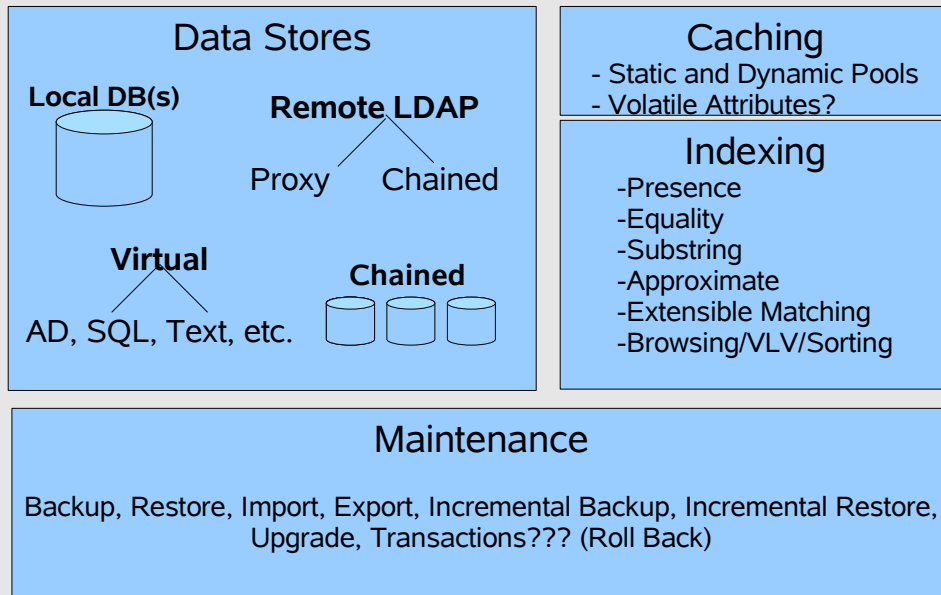 Data Stores
Local DB(s)
Remote LDAP
Proxy
Chained
Virtual
AD, SQL, Text, etc.
Chained
Caching
- Static and Dynamic Pools
- Volatile Attributes?
Indexing
-Presence
-Equality
-Substring
-Approximate
-Extensible Matching
-Browsing/VLV/Sorting
Maintenance
Backup, Restore, Import, Export, Incremental Backup, Incremental Restore,
Upgrade, Transactions??? (Roll Back)